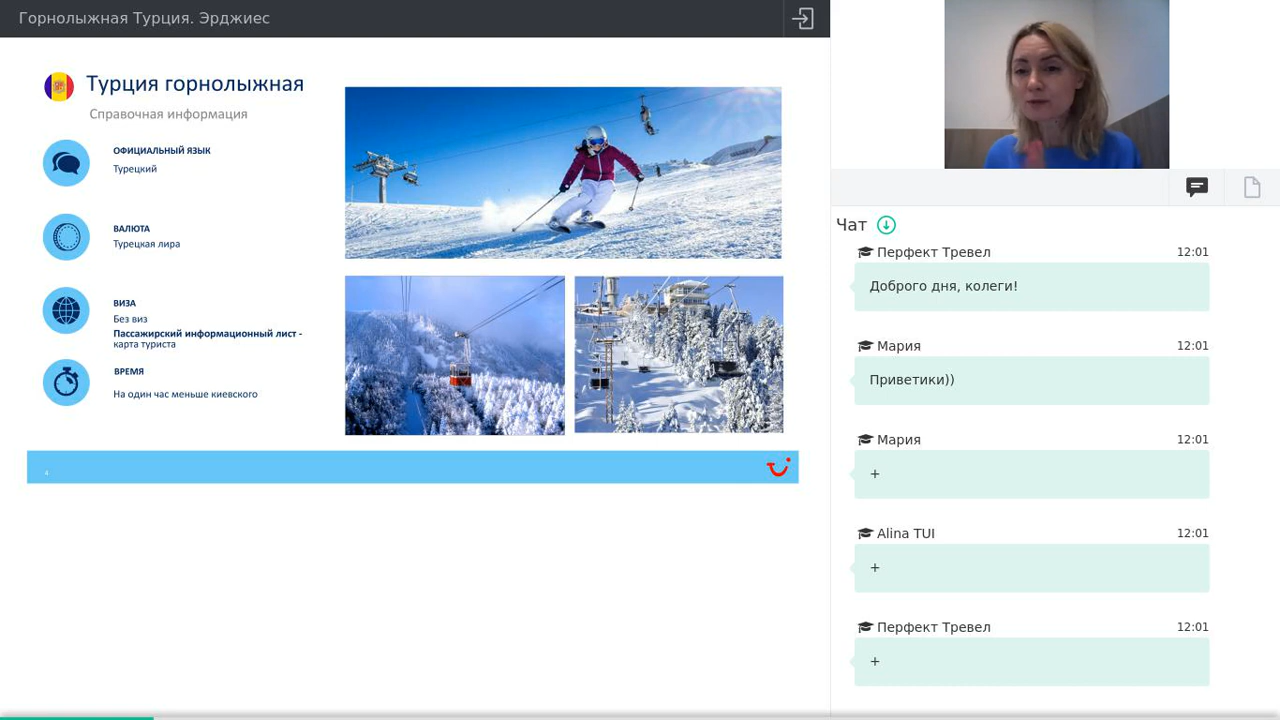 Горнолыжная Турция. Эрджиес
Турция горнолыжная
Справочная информация
ОФИЦИАЛЬНЫЙ ЯЗЫК
Турецкий
ВАЛЮТА
Турецкая лира
ВИЗА
Без виз
Пассажирский информационный лист -
карта туриста
ВРЕМЯ
На один час меньше киевского
4
Чат
Перфект Тревел 12:01
Доброго дня, колеги!
Мария 12:01
Приветики))
Мария 12:01
+
Alina TUI 12:01
+
Перфект Тревел 12:01
+